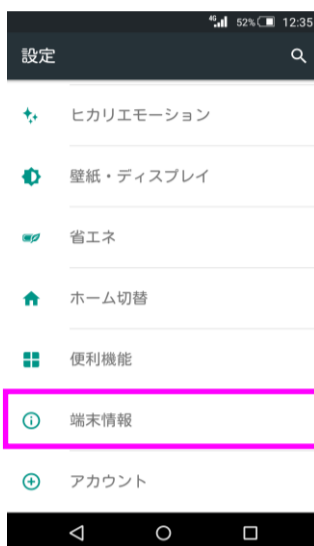 4G 52% 12:35
設定
ヒカリエモーション
壁紙・ディスプレイ
省エネ
ホーム切替
便利機能
端末情報
アカウント